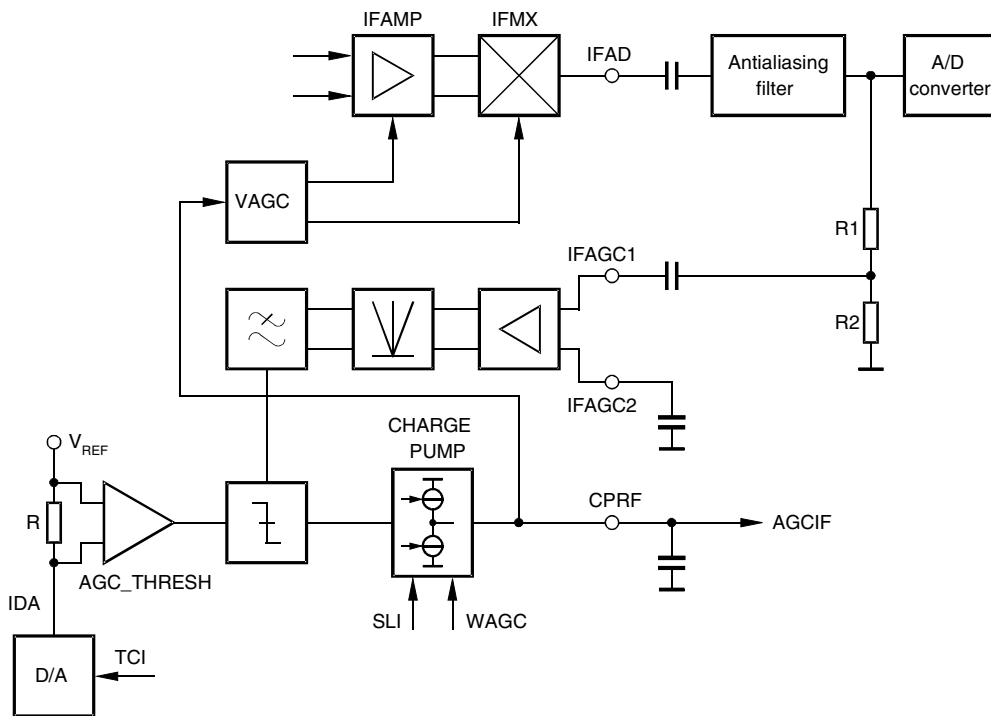 IFAMP
IFMX
IFAD
Antialiasing
filter
A/D
converter
VAGC
R1
IFAGC1
R2
IFAGC2
CHARGE
PUMP
VREF
R
CPRF
AGCIF
AGC_THRESH
IDA
SLI
WAGC
TCI
D/A